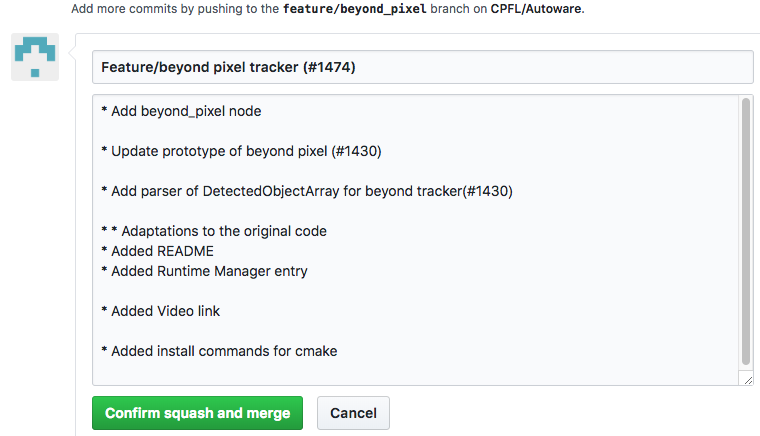 Add more commits by pushing to the feature/beyond_pixel branch on CPFL/Autoware.
Feature/beyond pixel tracker (#1474)
* Add beyond_pixel node
* Update prototype of beyond pixel (#1430)
* Add parser of DetectedObjectArray for beyond tracker(#1430)
* * Adaptations to the original code
* Added README
* Added Runtime Manager entry
* Added Video link
* Added install commands for cmake
Confirm squash and merge
Cancel